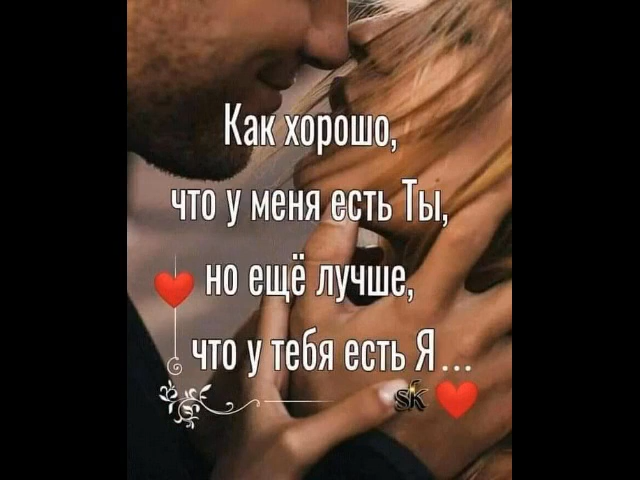 Как хорошо,
что у меня есть Ты,
но ещё лучше,
что у тебя есть Я...
sk